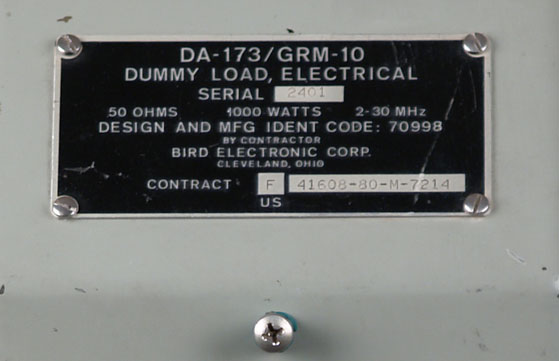 DA-173/GRM-10
DUMMY LOAD, ELECTRICAL
SERIAL 2401
50 OHMS 1000 WATTS 2-30 MHz
DESIGN AND MFG IDENT CODE: 70998
BY CONTRACTOR
BIRD ELECTRONIC CORP.
CLEVELAND, OHIO
CONTRACT F 41608-80-M-7214
US